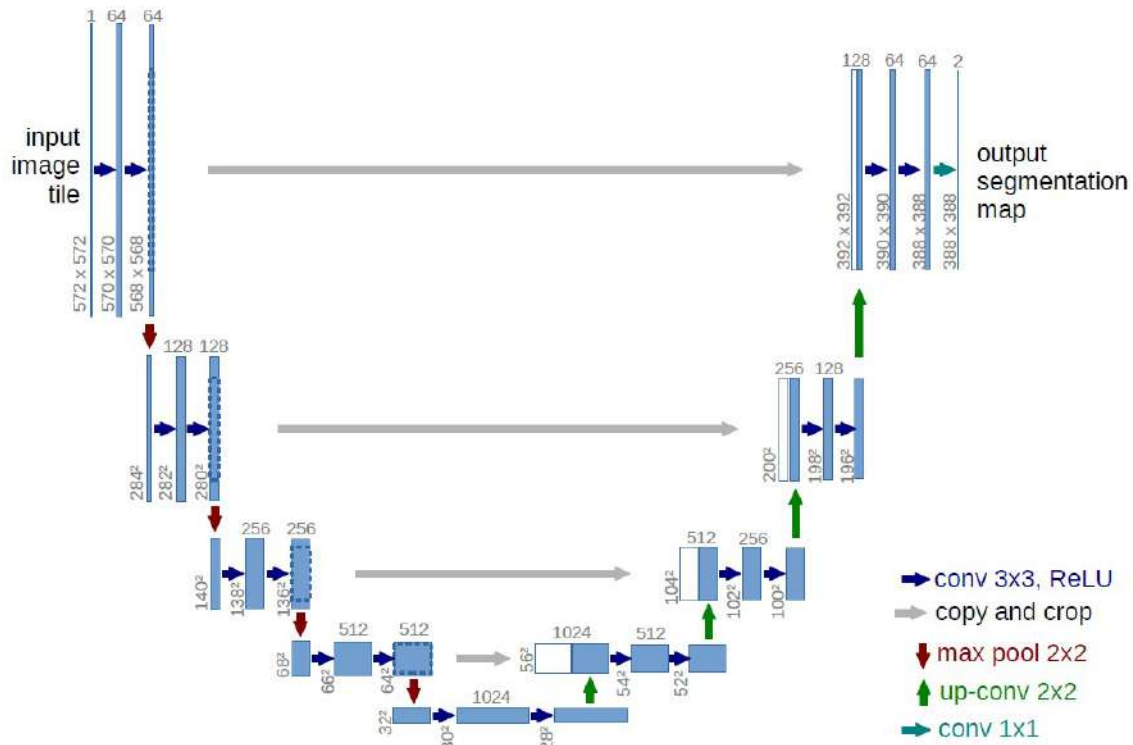 1 64 64
128 64 64 2
input
image
tile
output
segmentation
map
572 x 572
570 x 570
568 x 568
392 x 392
390 x 390
388 x 388
388 x 388
128 128
256 128
284²
282²
280²
200²
198²
196²
256 256
512 256
140²
138²
136²
104²
102²
100²
512 512
1024 512
68²
66²
64²
56²
54²
52²
1024
32²
30²
28²
conv 3x3, ReLU
copy and crop
max pool 2x2
up-conv 2x2
conv 1x1